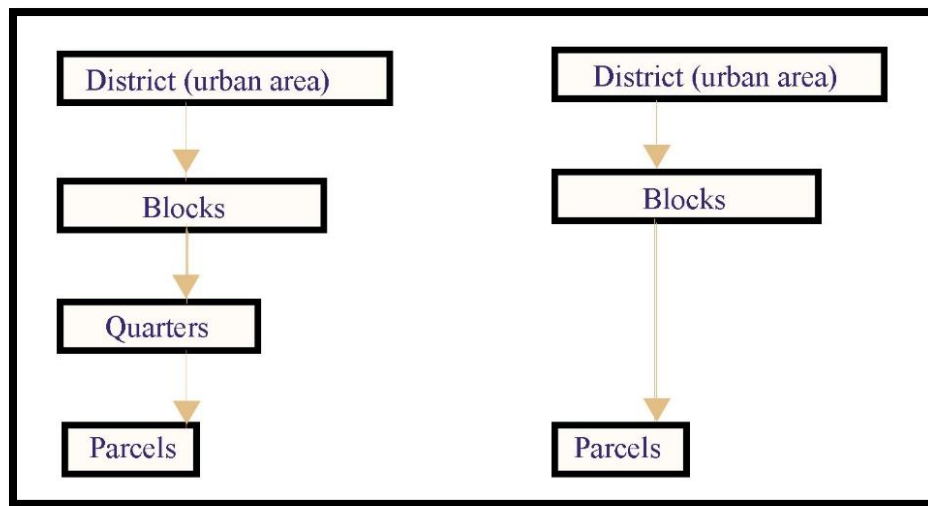 District (urban area)
Blocks
Quarters
Parcels
District (urban area)
Blocks
Parcels